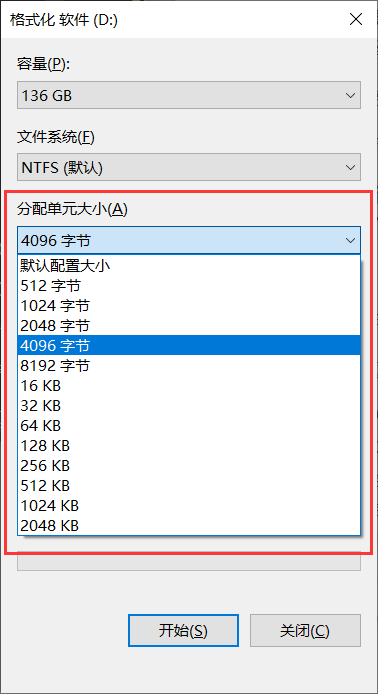 格式化 软件 (D:)
容量(P):
136 GB
文件系统(F)
NTFS (默认)
分配单元大小(A)
4096 字节
默认配置大小
512 字节
1024 字节
2048 字节
4096 字节
8192 字节
16 KB
32 KB
64 KB
128 KB
256 KB
512 KB
1024 KB
2048 KB
开始(S)
关闭(C)